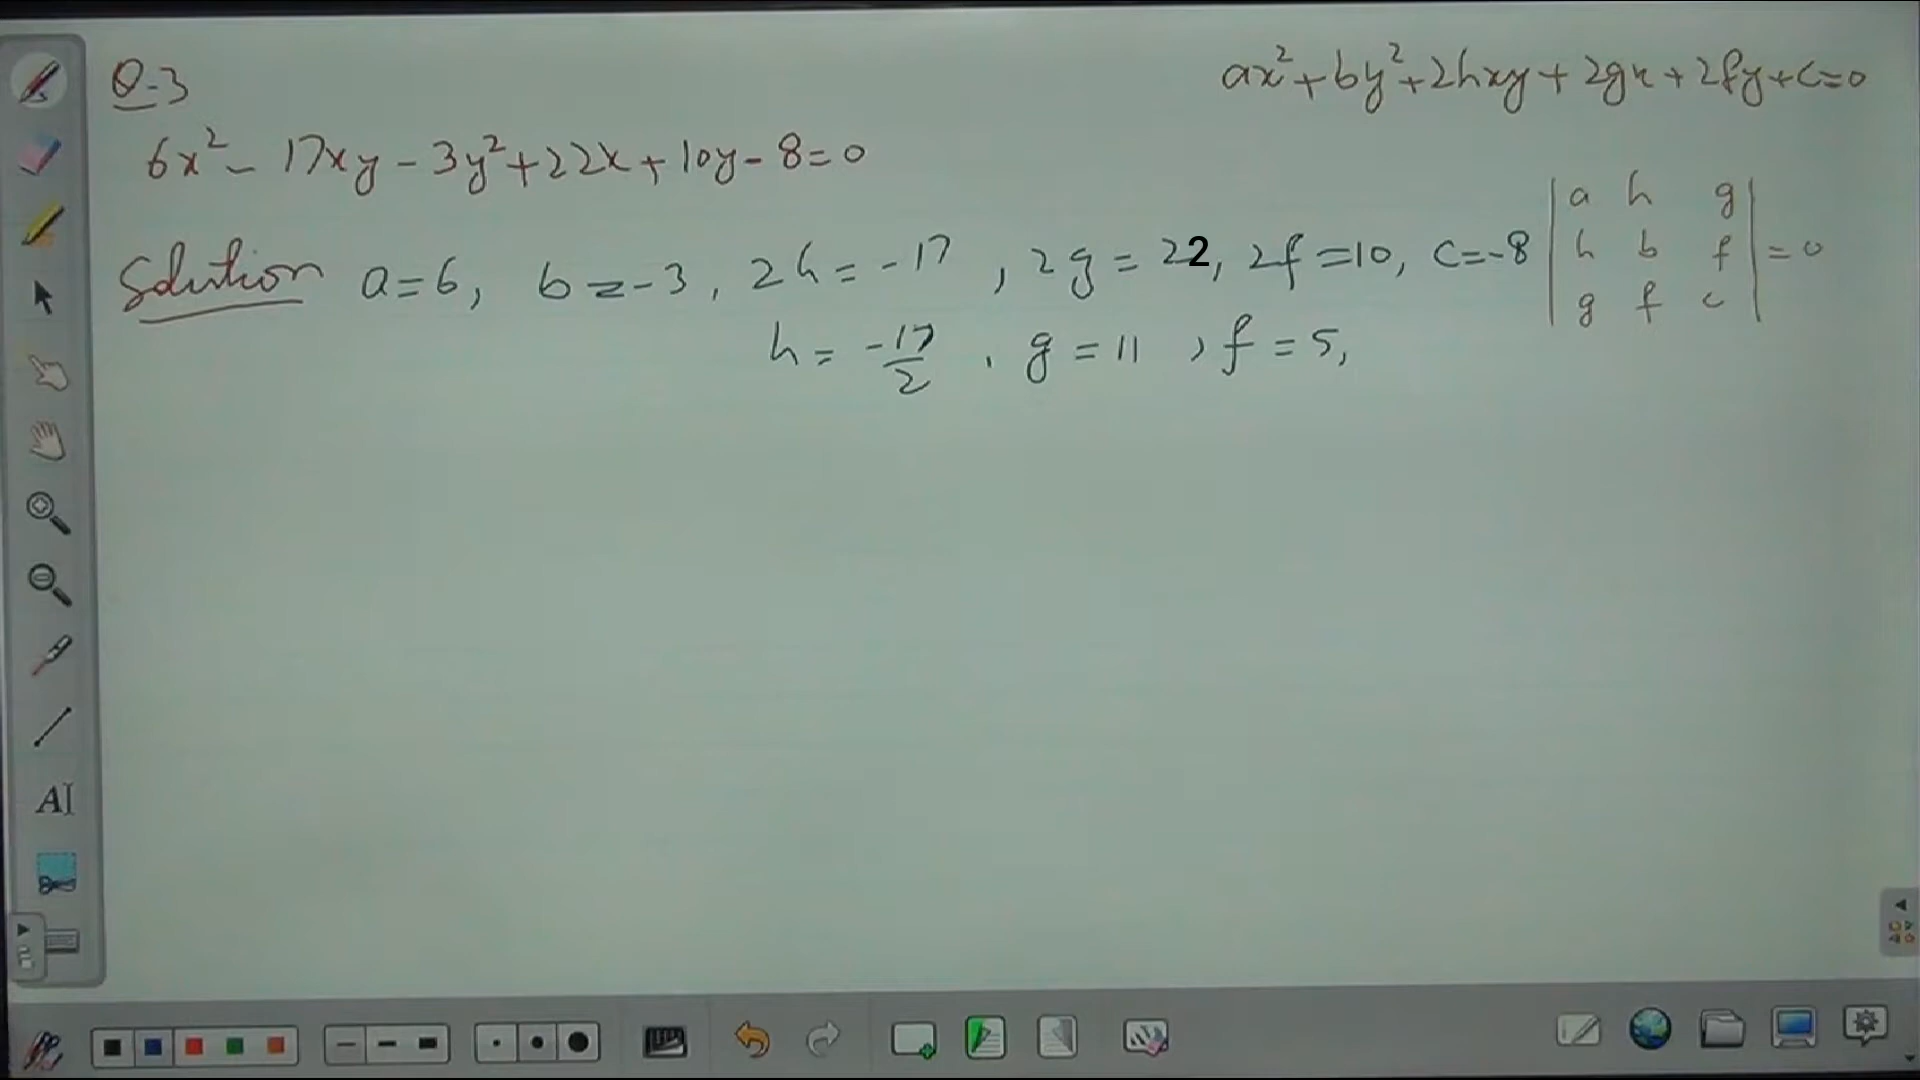 Q-3
ax²+by²+2hxy+2gx+2fy+c=0
6x²-17xy-3y²+22x+10y-8=0
Solution a=6, b=-3, 2h=-17, 2g=22, 2f=10, c=-8
|a h g|
|h b f|=0
|g f c|
h=-17/2, g=11, f=5,
AI